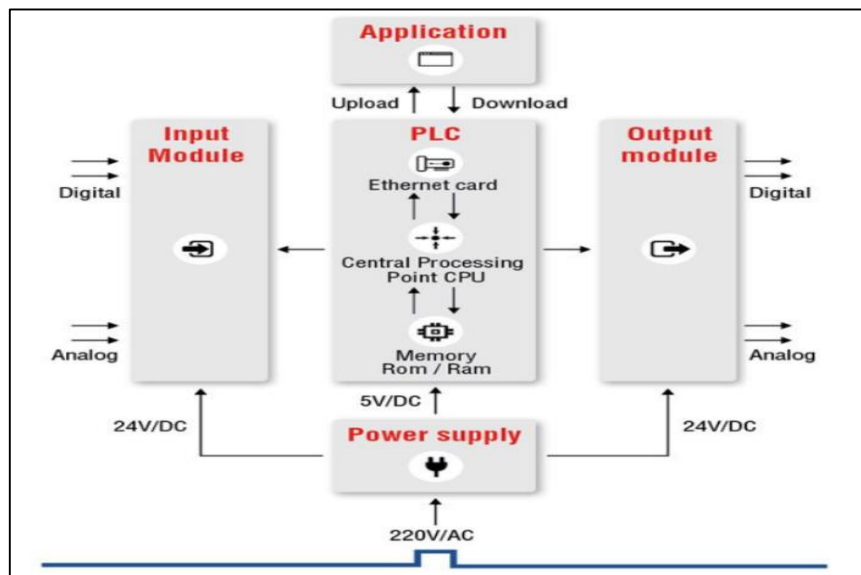 Application
Upload
Download
Input
Module
PLC
Output
module
Ethernet card
Digital
Digital
Central Processing
Point CPU
Analog
Analog
Memory
Rom / Ram
24V/DC
5V/DC
24V/DC
Power supply
220V/AC